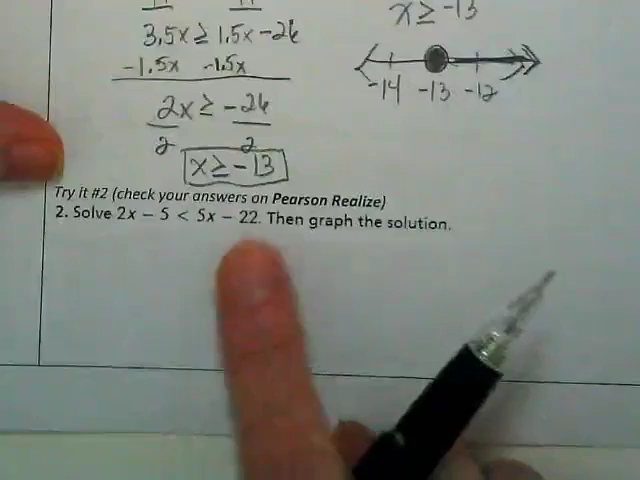 x ≥ -13
3.5x ≥ 1.5x - 26
-1.5x -1.5x
2x ≥ -26
2 2
x ≥ -13
-14 -13 -12
Try it #2 (check your answers on Pearson Realize)
2. Solve 2x – 5 < 5x – 22. Then graph the solution.